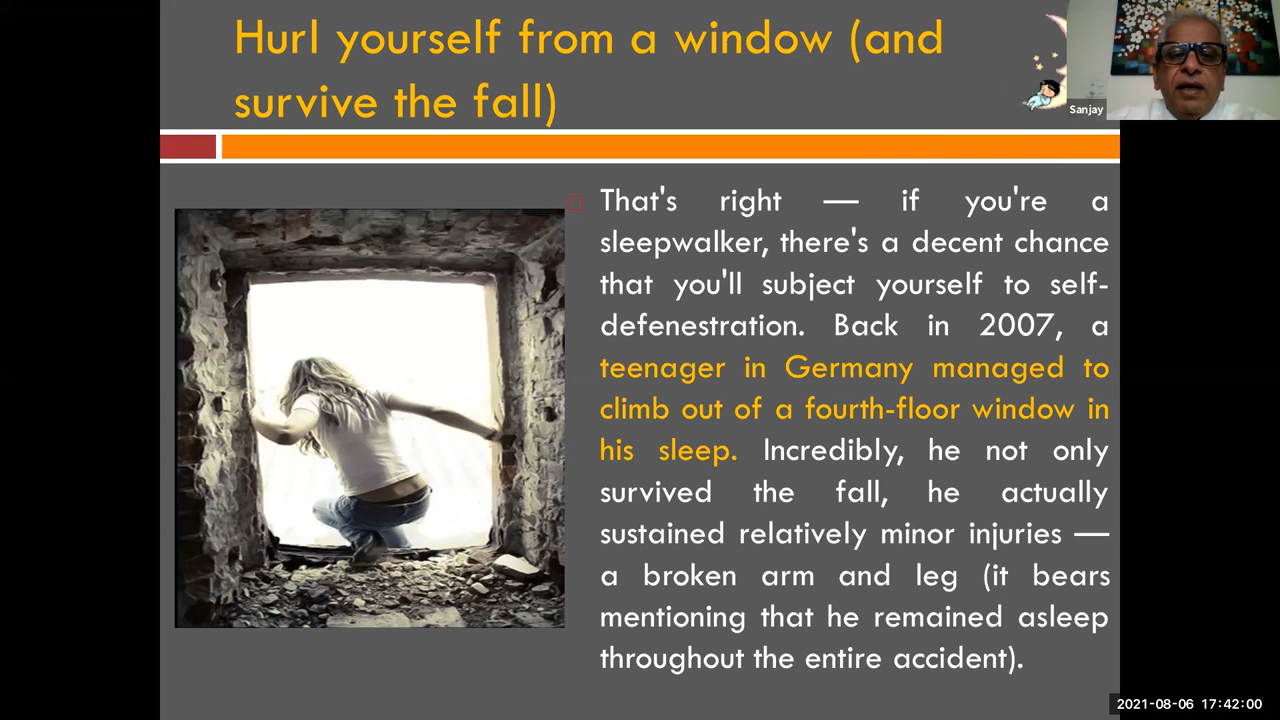 Hurl yourself from a window (and
survive the fall)
Sanjay
That's right — if you're a
sleepwalker, there's a decent chance
that you'll subject yourself to self-
defenestration. Back in 2007, a
teenager in Germany managed to
climb out of a fourth-floor window in
his sleep. Incredibly, he not only
survived the fall, he actually
sustained relatively minor injuries —
a broken arm and leg (it bears
mentioning that he remained asleep
throughout the entire accident).
2021-08-06 17:42:00